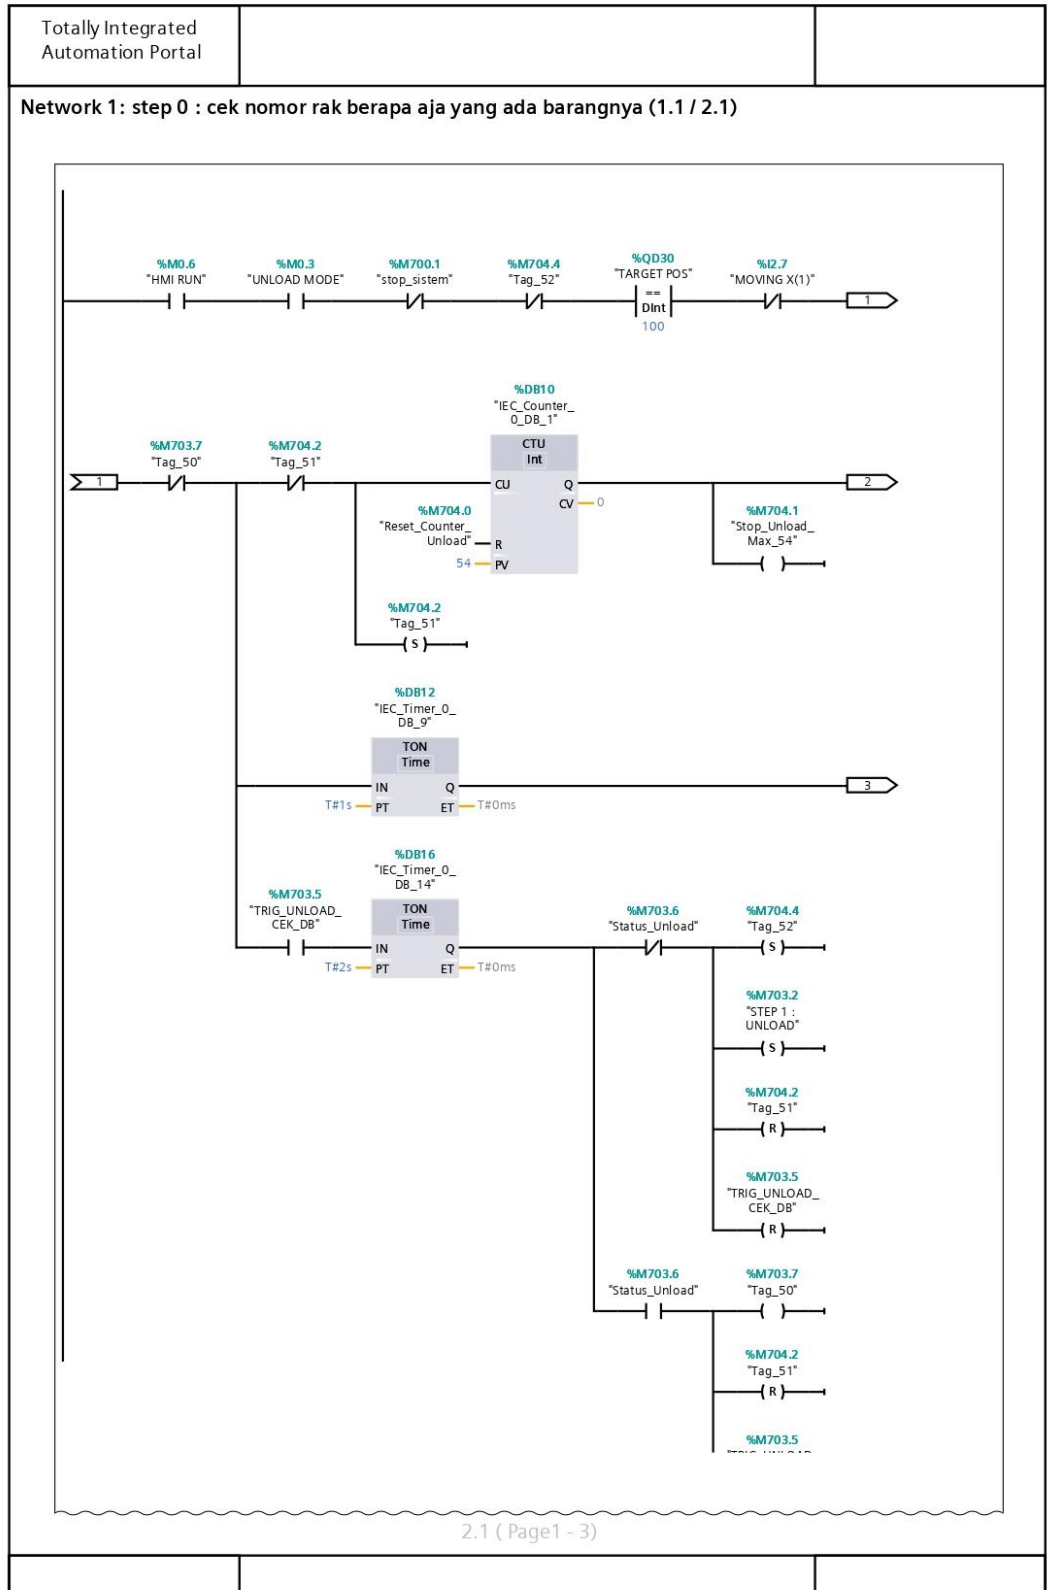 Totally Integrated
Automation Portal
Network 1: step 0 : cek nomor rak berapa aja yang ada barangnya (1.1 / 2.1)
%M0.6
"HMI RUN"
%M0.3
"UNLOAD MODE"
%M700.1
"stop_sistem"
%M704.4
"Tag_52"
%QD30
"TARGET POS"
==
DInt
100
%I2.7
"MOVING X(1)"
1
1
%M703.7
"Tag_50"
%M704.2
"Tag_51"
%DB10
"IEC_Counter_
0_DB_1"
CTU
Int
CU
Q
CV
0
%M704.0
"Reset_Counter_
Unload"
R
54
PV
2
%M704.1
"Stop_Unload_
Max_54"
( )
%M704.2
"Tag_51"
( S )
%DB12
"IEC_Timer_0_
DB_9"
TON
Time
IN
Q
T#1s
PT
ET
T#0ms
3
%M703.5
"TRIG_UNLOAD_
CEK_DB"
%DB16
"IEC_Timer_0_
DB_14"
TON
Time
IN
Q
T#2s
PT
ET
T#0ms
%M703.6
"Status_Unload"
%M704.4
"Tag_52"
( S )
%M703.2
"STEP 1 :
UNLOAD"
( S )
%M704.2
"Tag_51"
( R )
%M703.5
"TRIG_UNLOAD_
CEK_DB"
( R )
%M703.6
"Status_Unload"
%M703.7
"Tag_50"
( )
%M704.2
"Tag_51"
( R )
%M703.5
2.1 ( Page1 - 3)